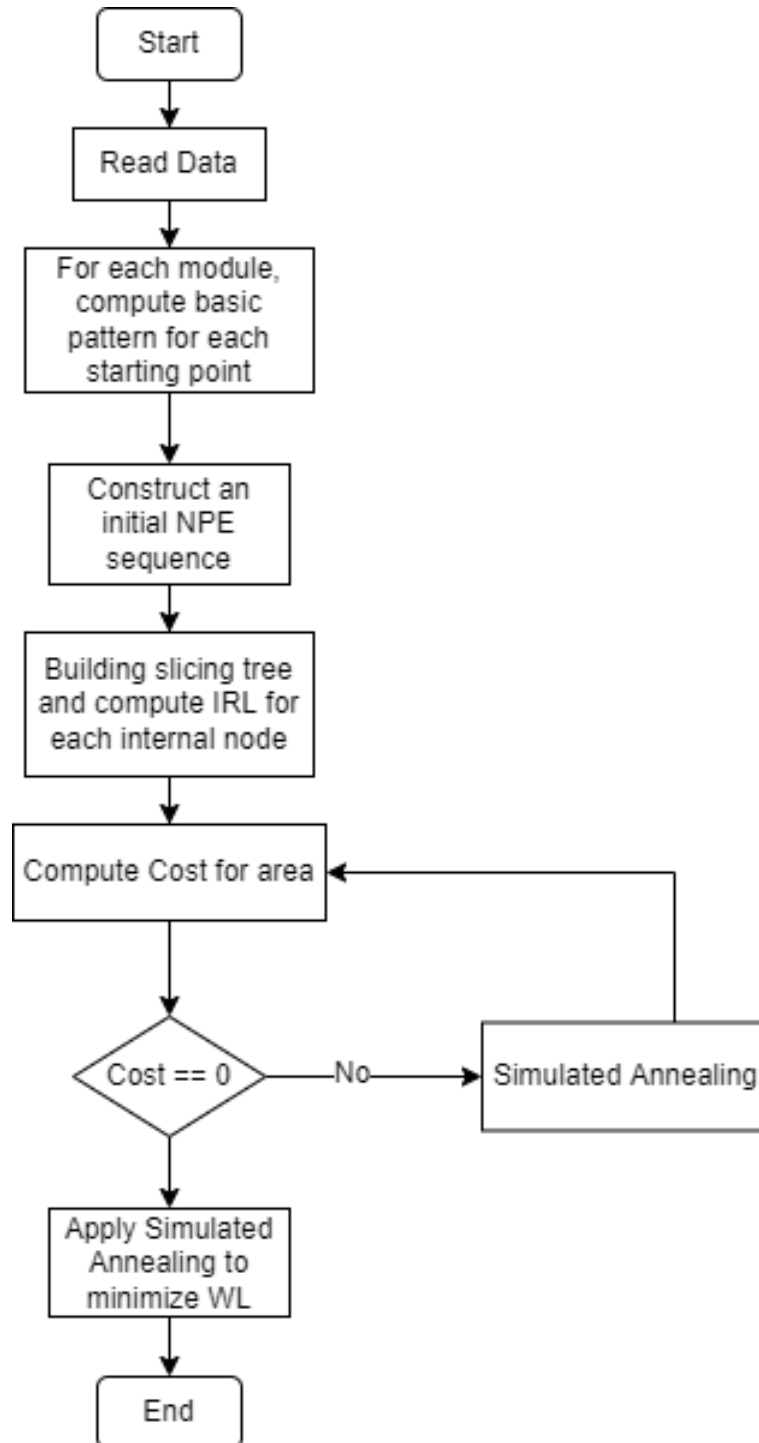 Start
Read Data
For each module,
compute basic
pattern for each
starting point
Construct an
initial NPE
sequence
Building slicing tree
and compute IRL for
each internal node
Compute Cost for area
Cost == 0
No
Simulated Annealing
Apply Simulated
Annealing to
minimize WL
End